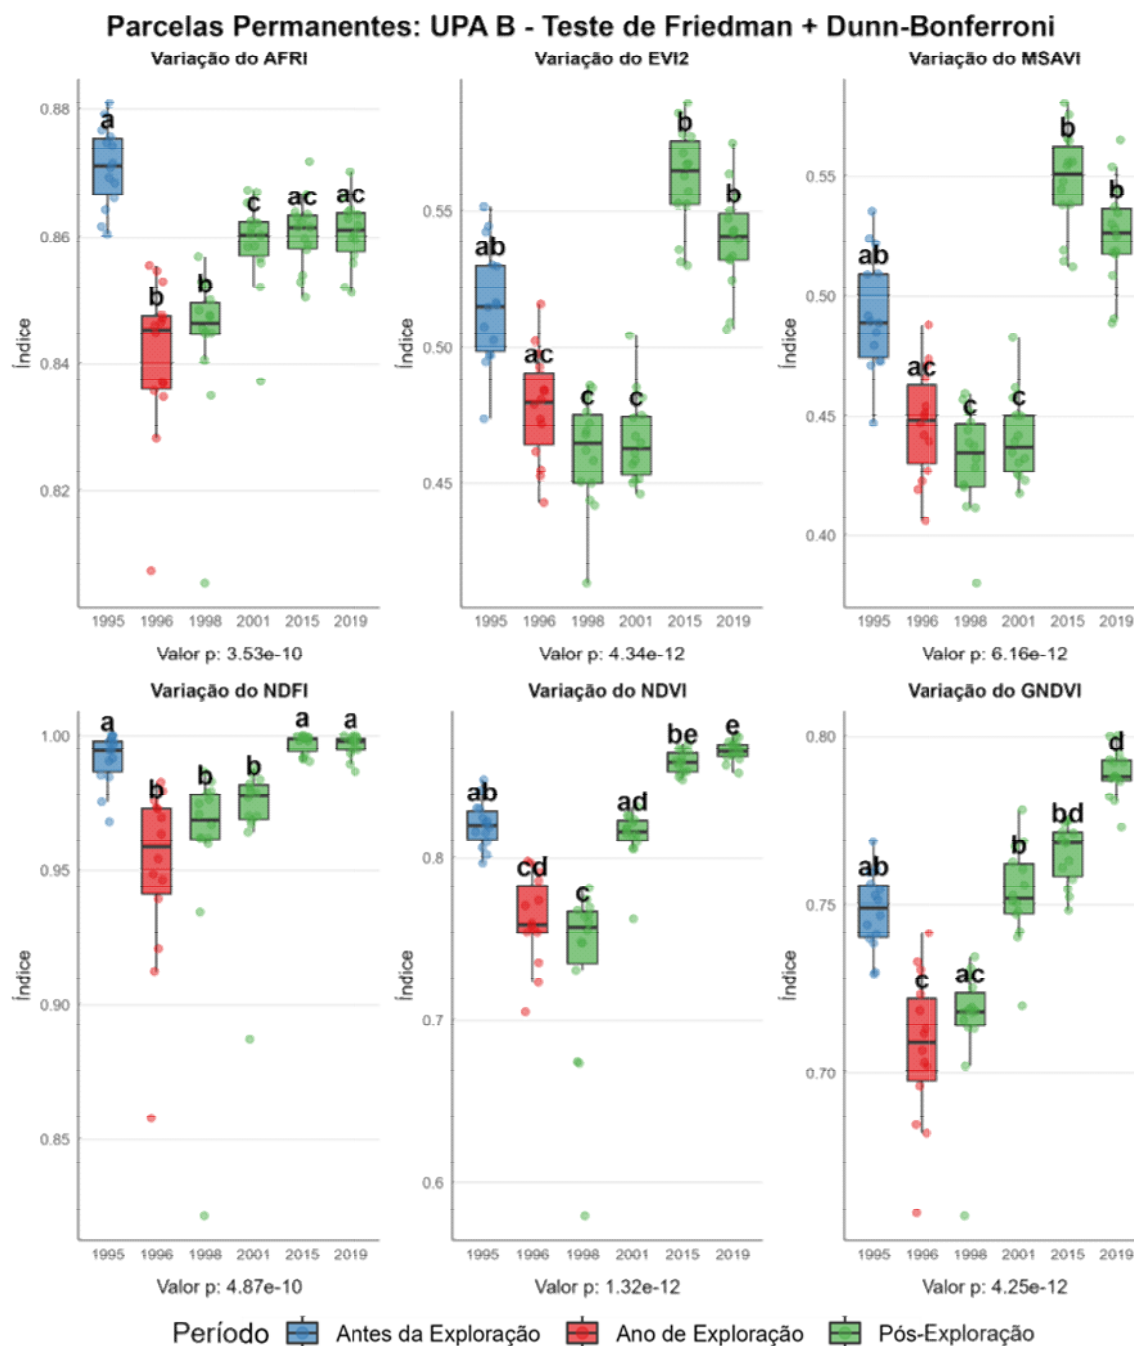 Parcelas Permanentes: UPA B - Teste de Friedman + Dunn-Bonferroni
Variação do AFRI
Índice
0.88
0.86
0.84
0.82
a
b
b
c
ac
ac
1995 1996 1998 2001 2015 2019
Valor p: 3.53e-10
Variação do EVI2
Índice
0.55
0.50
0.45
ab
ac
c
c
b
b
1995 1996 1998 2001 2015 2019
Valor p: 4.34e-12
Variação do MSAVI
Índice
0.55
0.50
0.45
0.40
ab
ac
c
c
b
b
1995 1996 1998 2001 2015 2019
Valor p: 6.16e-12
Variação do NDFI
Índice
1.00
0.95
0.90
0.85
a
b
b
b
a
a
1995 1996 1998 2001 2015 2019
Valor p: 4.87e-10
Variação do NDVI
Índice
0.8
0.7
0.6
ab
cd
c
ad
be
e
1995 1996 1998 2001 2015 2019
Valor p: 1.32e-12
Variação do GNDVI
Índice
0.80
0.75
0.70
ab
c
ac
b
bd
d
1995 1996 1998 2001 2015 2019
Valor p: 4.25e-12
Período Antes da Exploração Ano de Exploração Pós-Exploração